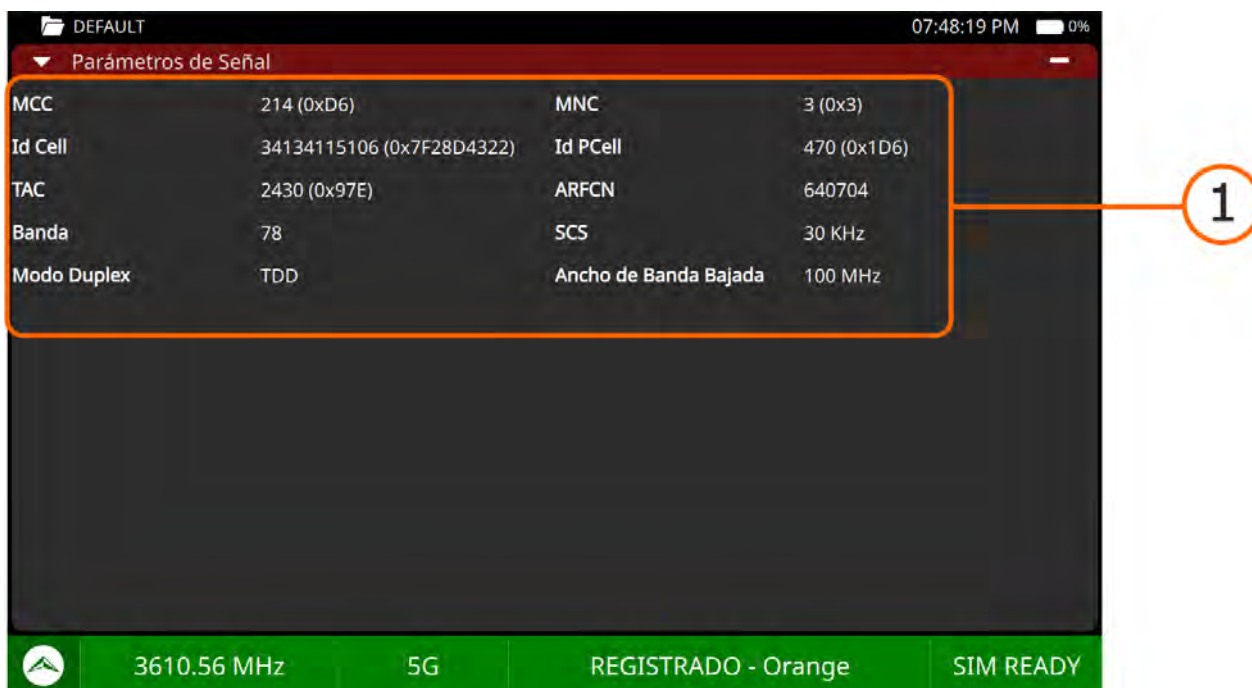 DEFAULT 07:48:19 PM 0%
Parámetros de Señal
MCC 214 (0xD6) MNC 3 (0x3)
Id Cell 34134115106 (0x7F28D4322) Id PCell 470 (0x1D6)
TAC 2430 (0x97E) ARFCN 640704
1
Banda 78 SCS 30 KHz
Modo Duplex TDD Ancho de Banda Bajada 100 MHz
3610.56 MHz 5G REGISTRADO - Orange SIM READY